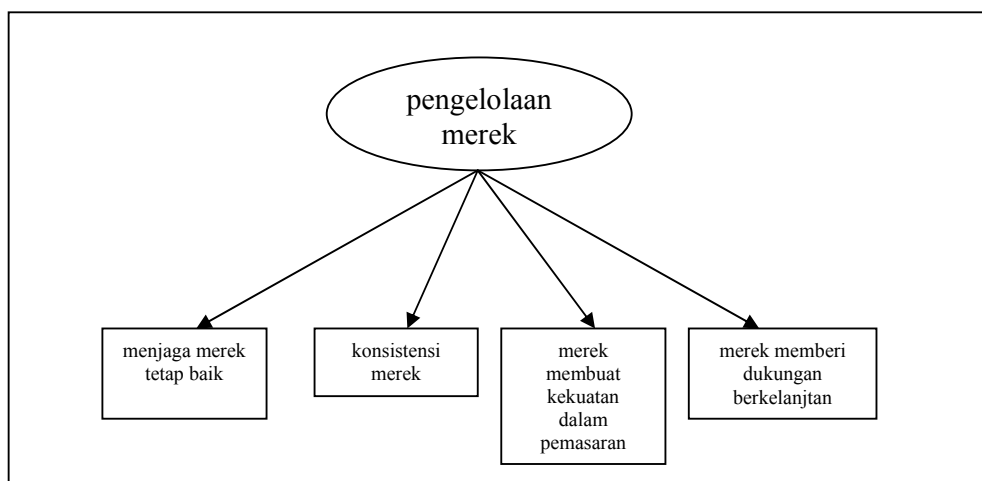 pengelolaan
merek
menjaga merek
tetap baik
konsistensi
merek
merek
membuat
kekuatan
dalam
pemasaran
merek memberi
dukungan
berkelanjtan